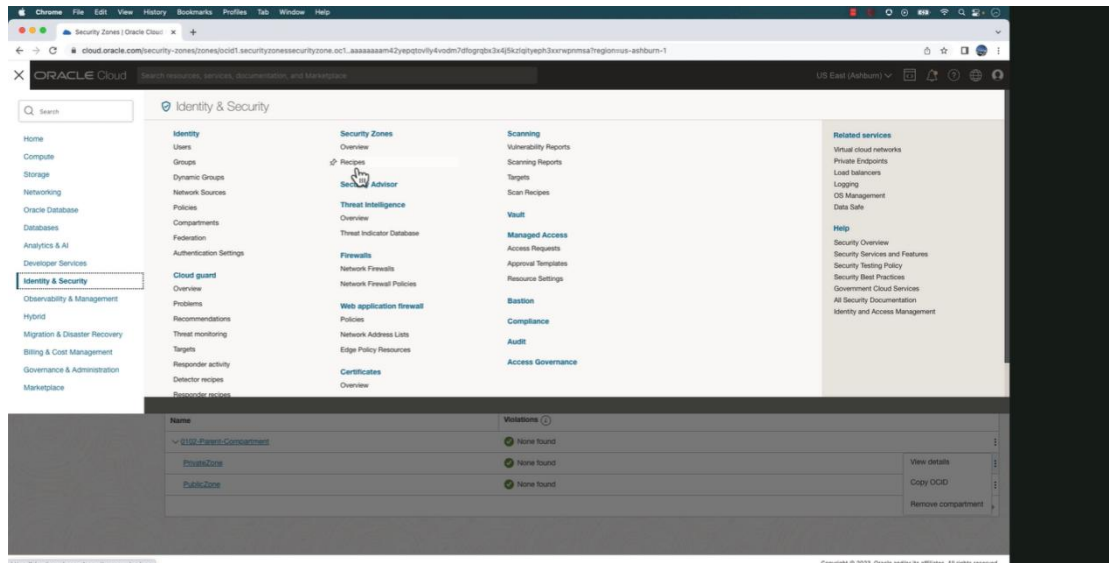 Chrome File Edit View History Bookmarks Profiles Tab Window Help
Security Zones | Oracle Cloud
cloud.oracle.com/security-zones/zones/
ORACLE Cloud
Search resources, services, documentation, and Marketplace
US East (Ashburn)
Search
Home
Compute
Storage
Networking
Oracle Database
Databases
Analytics & AI
Developer Services
Identity & Security
Observability & Management
Hybrid
Migration & Disaster Recovery
Billing & Cost Management
Governance & Administration
Marketplace
Identity & Security
Identity
Users
Groups
Dynamic Groups
Network Sources
Policies
Compartments
Federation
Authentication Settings
Cloud guard
Overview
Problems
Recommendations
Threat monitoring
Targets
Responder activity
Detector recipes
Responder recipes
Security Zones
Overview
Recipes
Advisor
Threat Intelligence
Overview
Threat Indicator Database
Firewalls
Network Firewalls
Network Firewall Policies
Web application firewall
Policies
Network Address Lists
Edge Policy Resources
Certificates
Overview
Scanning
Vulnerability Reports
Scanning Reports
Targets
Scan Recipes
Vault
Managed Access
Access Requests
Approval Templates
Resource Settings
Bastion
Compliance
Audit
Access Governance
Related services
Virtual cloud networks
Private Endpoints
Load balancers
Logging
OS Management
Data Safe
Help
Security Overview
Security Services and Features
Security Testing Policy
Security Best Practices
Government Cloud Services
All Security Documentation
Identity and Access Management
Name Violations
0102-Parent-Compartment None found
PrivateZone None found
PublicZone None found
View details
Copy OCID
Remove compartment
Copyright © 2023, Oracle and/or its affiliates. All rights reserved.